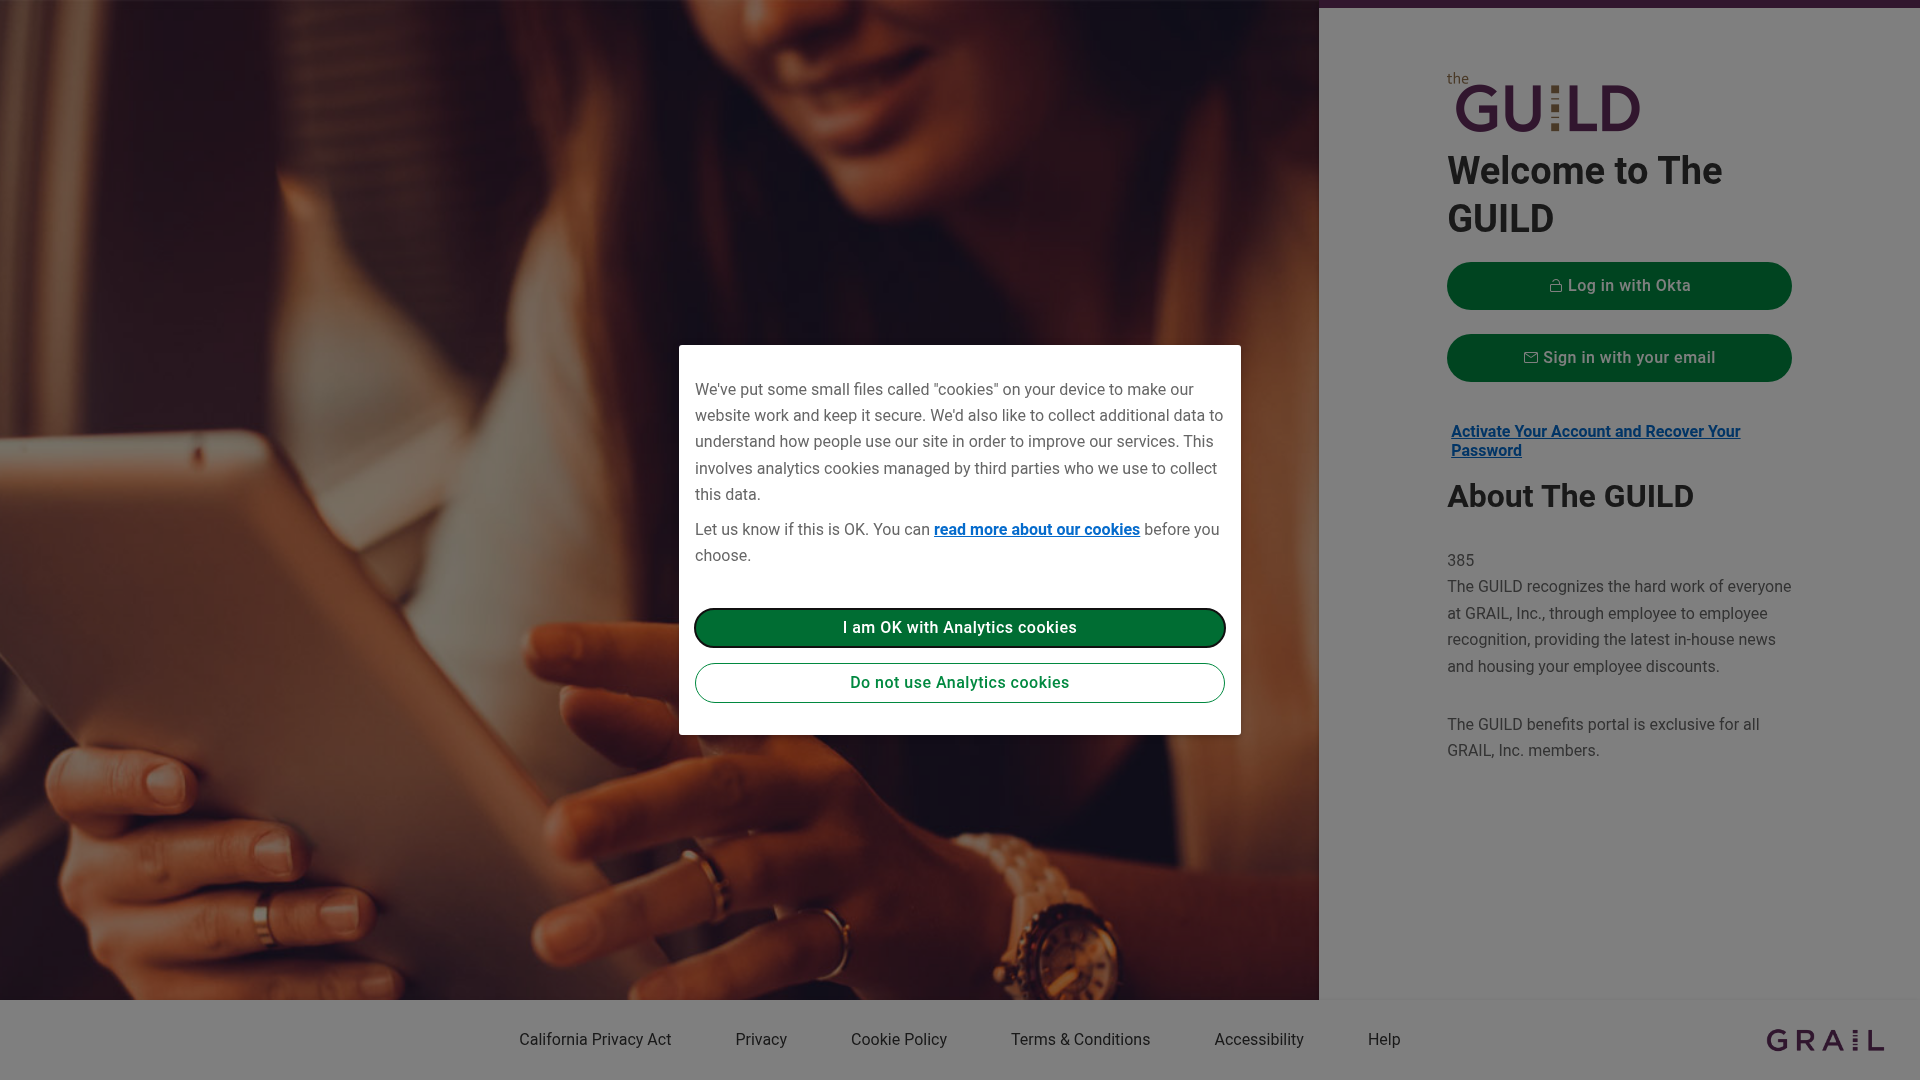 the
GUILD
Welcome to The
GUILD
Log in with Okta
Sign in with your email
Activate Your Account and Recover Your
Password
About The GUILD
385
The GUILD recognizes the hard work of everyone
at GRAIL, Inc., through employee to employee
recognition, providing the latest in-house news
and housing your employee discounts.
The GUILD benefits portal is exclusive for all
GRAIL, Inc. members.
We've put some small files called "cookies" on your device to make our
website work and keep it secure. We'd also like to collect additional data to
understand how people use our site in order to improve our services. This
involves analytics cookies managed by third parties who we use to collect
this data.
Let us know if this is OK. You can read more about our cookies before you
choose.
I am OK with Analytics cookies
Do not use Analytics cookies
California Privacy Act
Privacy
Cookie Policy
Terms & Conditions
Accessibility
Help
GRAIL